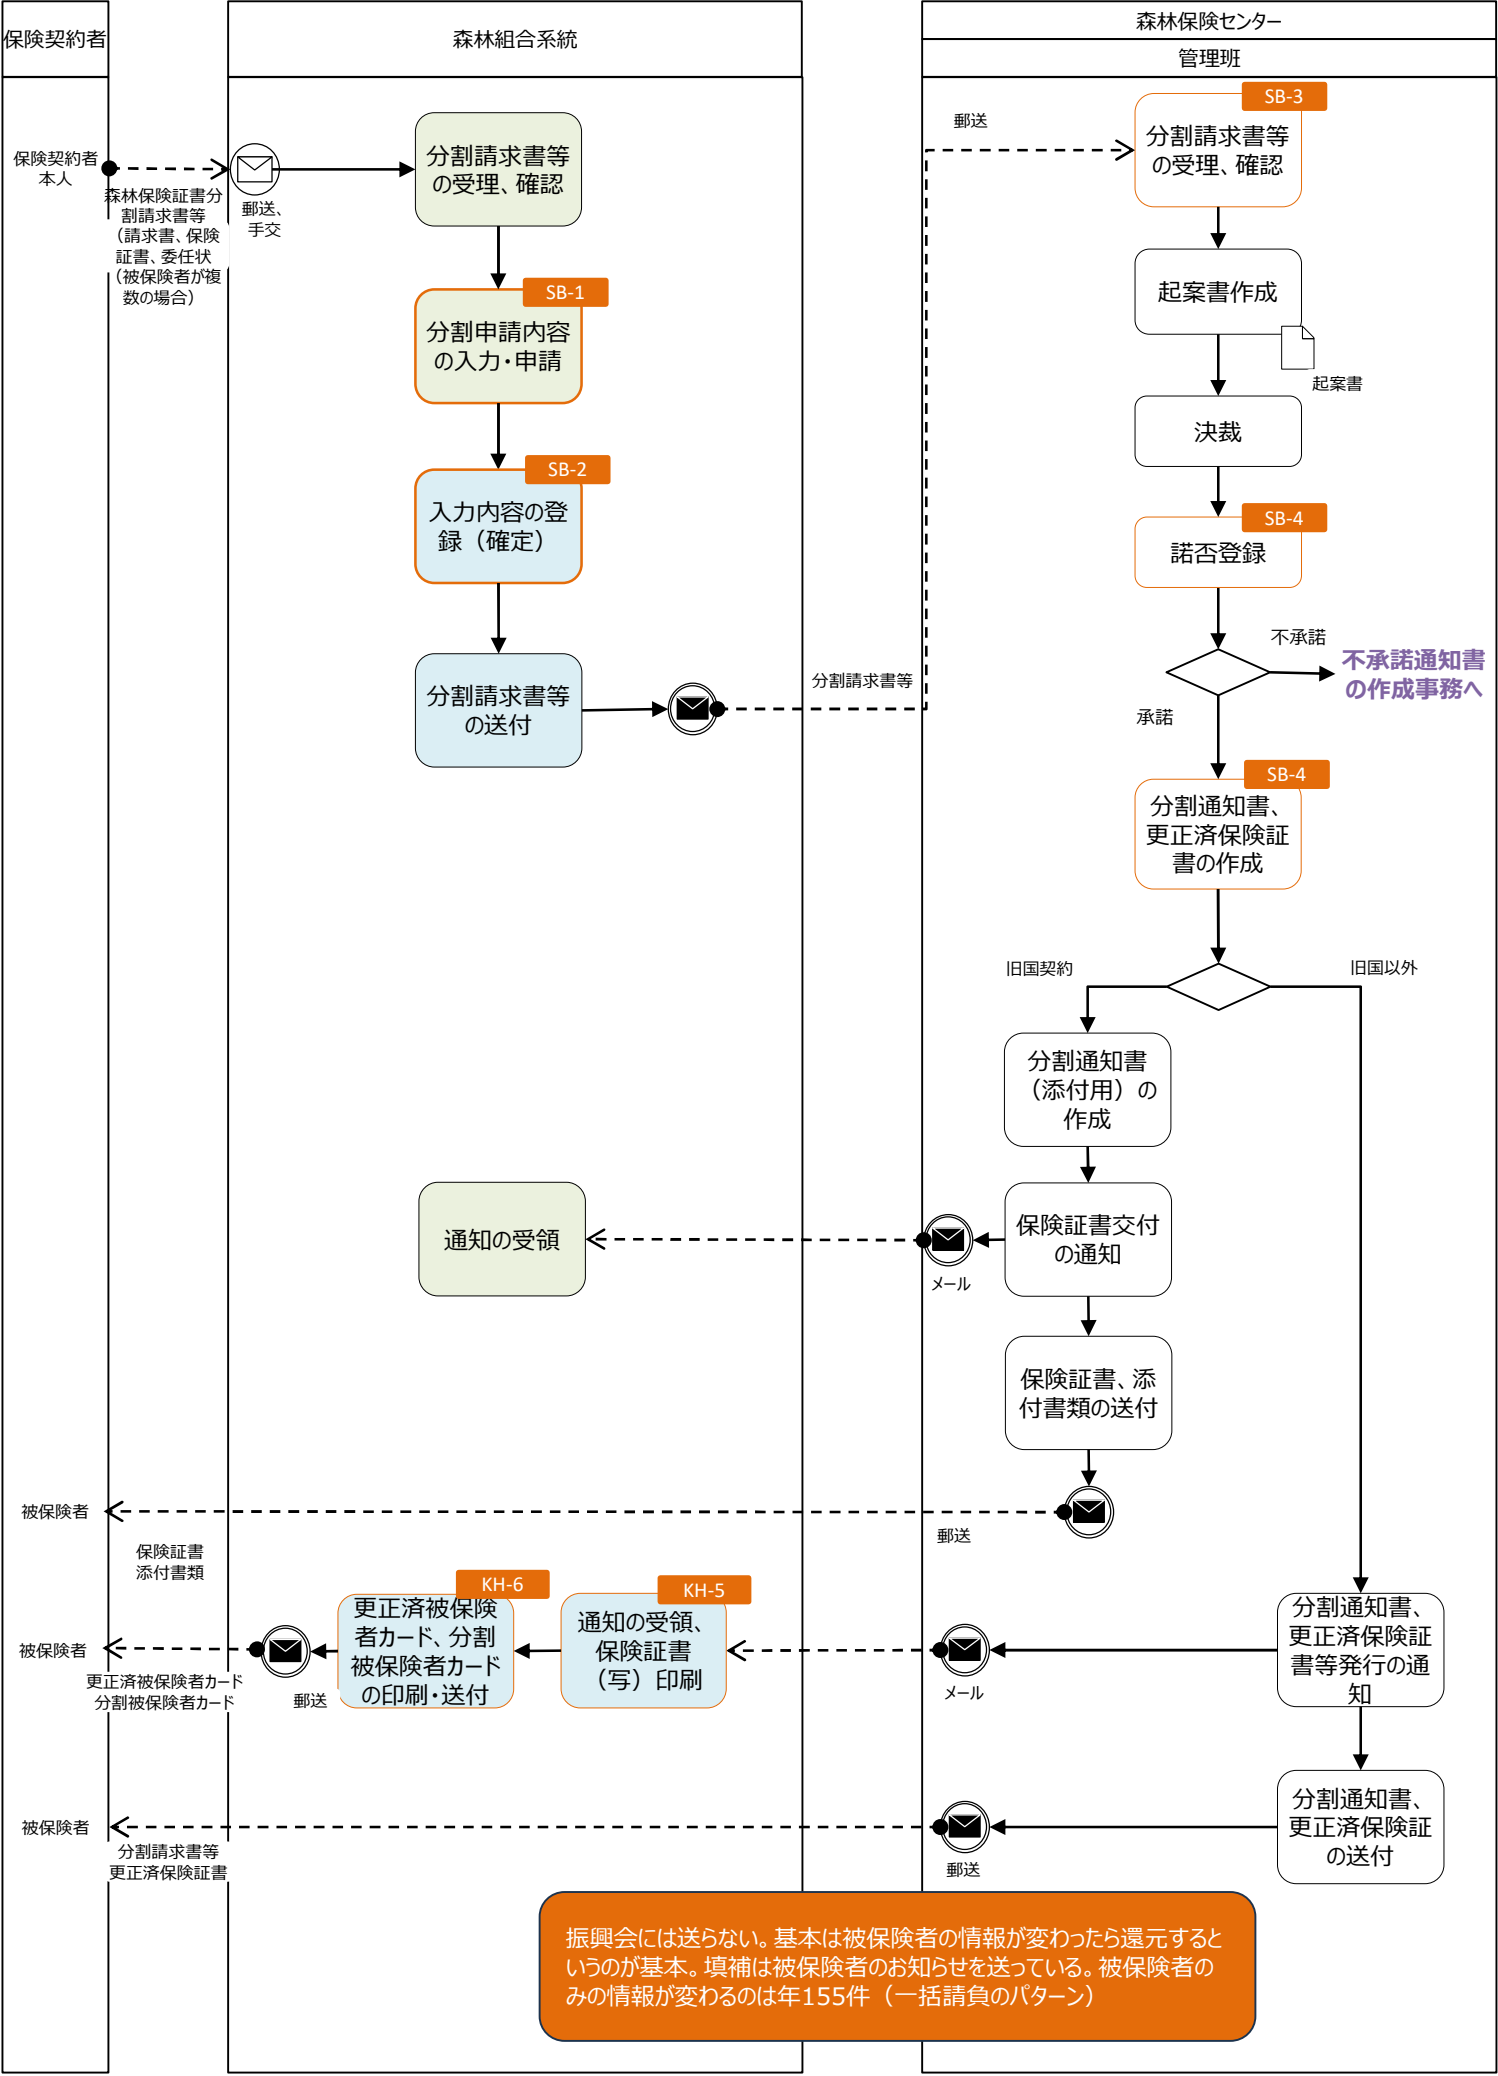 保険契約者
森林組合系統
森林保険センター
管理班
保険契約者
本人
森林保険証書分
割請求書等
（請求書、保険
証書、委任状
（被保険者が複
数の場合）
郵送、
手交
分割請求書等
の受理、確認
SB-1
分割申請内容
の入力・申請
SB-2
入力内容の登
録（確定）
分割請求書等
の送付
分割請求書等
郵送
SB-3
分割請求書等
の受理、確認
起案書作成
起案書
決裁
SB-4
諾否登録
不承諾
不承諾通知書
の作成事務へ
承諾
SB-4
分割通知書、
更正済保険証
書の作成
旧国契約
旧国以外
分割通知書
（添付用）の
作成
保険証書交付
の通知
メール
通知の受領
保険証書、添
付書類の送付
郵送
被保険者
保険証書
添付書類
分割通知書、
更正済保険証
書等発行の通
知
メール
KH-5
通知の受領、
保険証書
（写）印刷
KH-6
更正済被保険
者カード、分割
被保険者カード
の印刷・送付
郵送
被保険者
更正済被保険者カード
分割被保険者カード
分割通知書、
更正済保険証
の送付
郵送
被保険者
分割請求書等
更正済保険証書
振興会には送らない。基本は被保険者の情報が変わったら還元すると
いうのが基本。填補は被保険者のお知らせを送っている。被保険者の
みの情報が変わるのは年155件（一括請負のパターン）